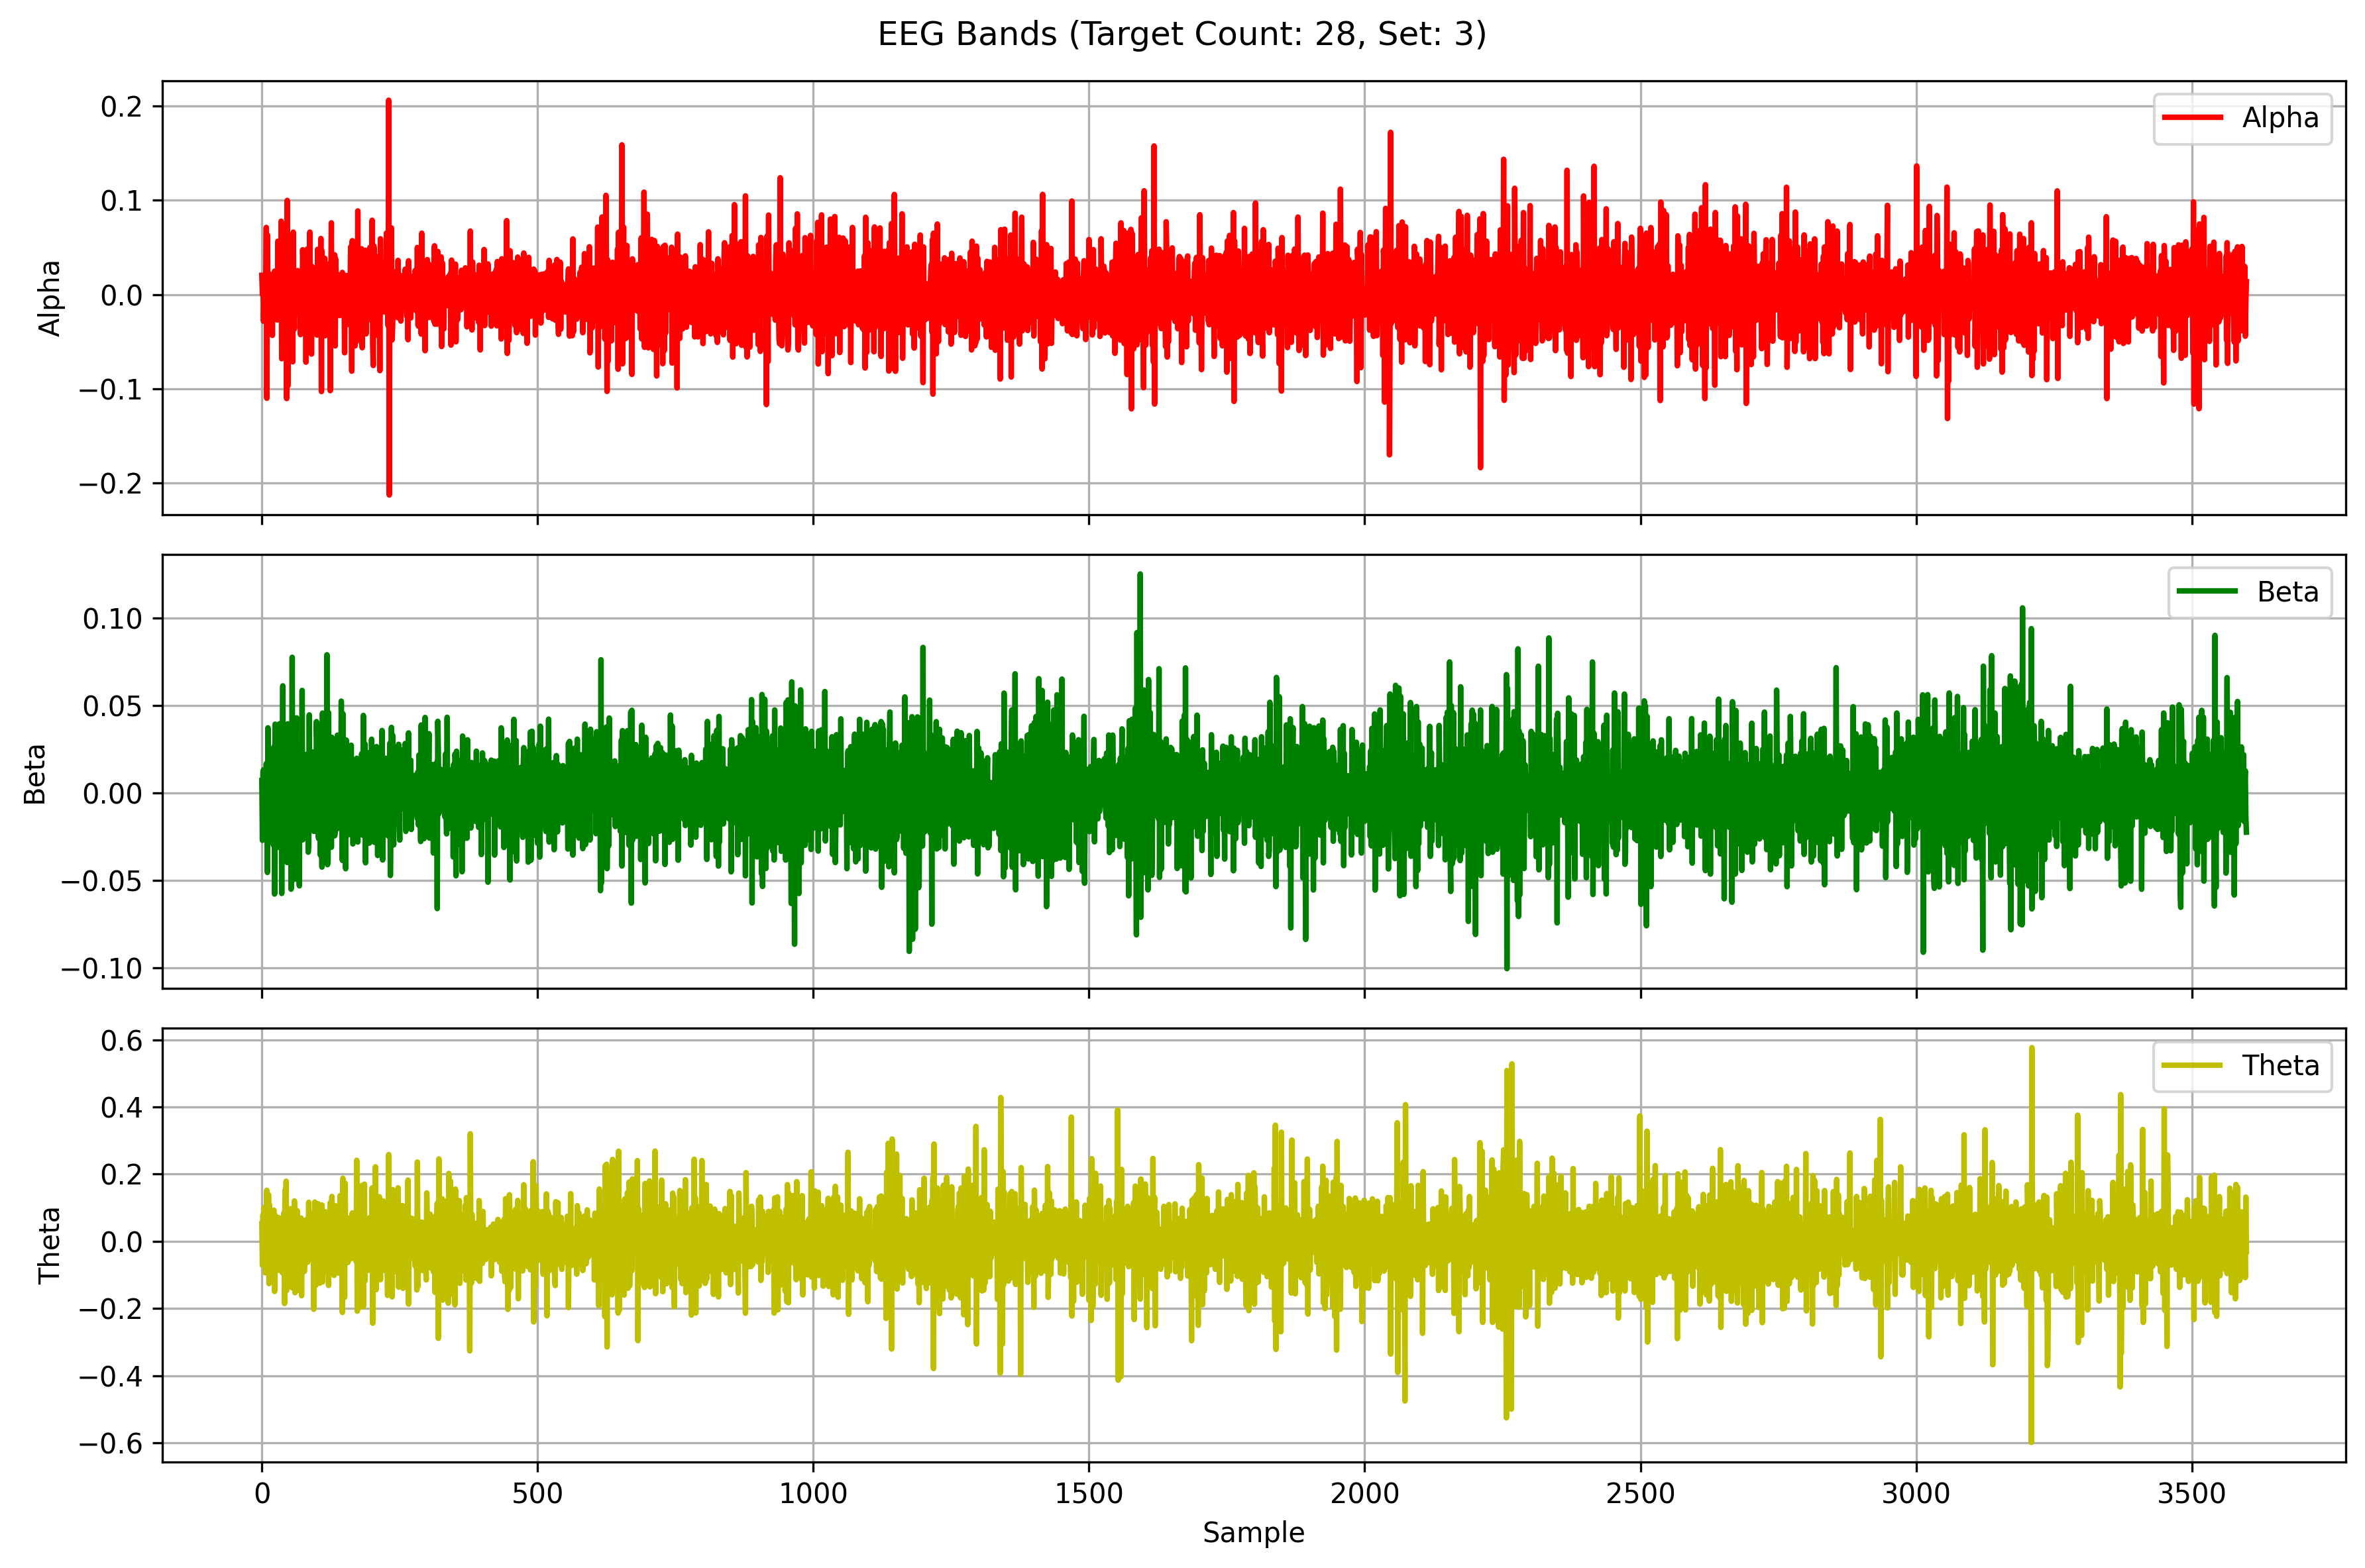 EEG Bands (Target Count: 28, Set: 3)
0.2
0.1
0.0
−0.1
−0.2
Alpha
Alpha
0.10
0.05
0.00
−0.05
−0.10
Beta
Beta
0.6
0.4
0.2
0.0
−0.2
−0.4
−0.6
Theta
Theta
0 500 1000 1500 2000 2500 3000 3500
Sample